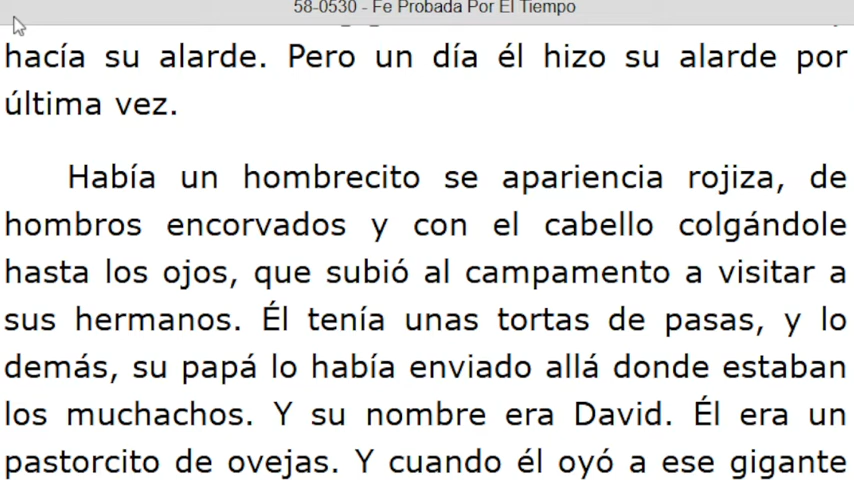 58-0530 - Fe Probada Por El Tiempo
hacía su alarde. Pero un día él hizo su alarde por
última vez.
Había un hombrecito se apariencia rojiza, de
hombros encorvados y con el cabello colgándole
hasta los ojos, que subió al campamento a visitar a
sus hermanos. Él tenía unas tortas de pasas, y lo
demás, su papá lo había enviado allá donde estaban
los muchachos. Y su nombre era David. Él era un
pastorcito de ovejas. Y cuando él oyó a ese gigante